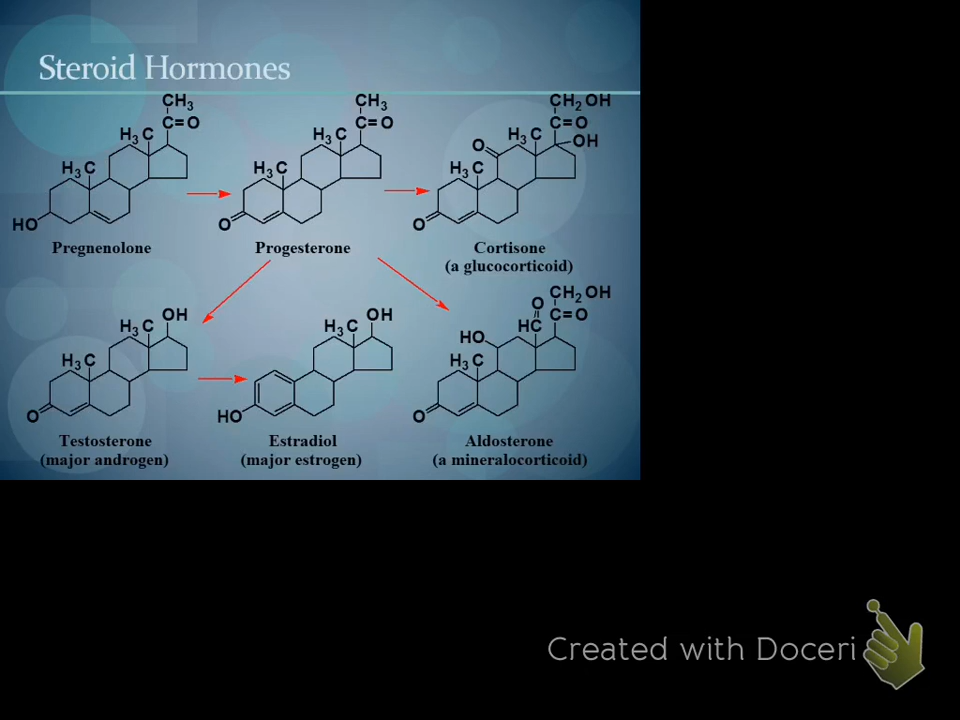 Steroid Hormones
CH3
C=O
H3C
H3C
HO
Pregnenolone
CH3
C=O
H3C
H3C
O
Progesterone
CH2OH
C=O
OH
H3C
O
H3C
O
Cortisone
(a glucocorticoid)
OH
H3C
H3C
O
Testosterone
(major androgen)
OH
H3C
HO
Estradiol
(major estrogen)
CH2OH
O
C=O
HC
HO
H3C
O
Aldosterone
(a mineralocorticoid)
Created with Doceri